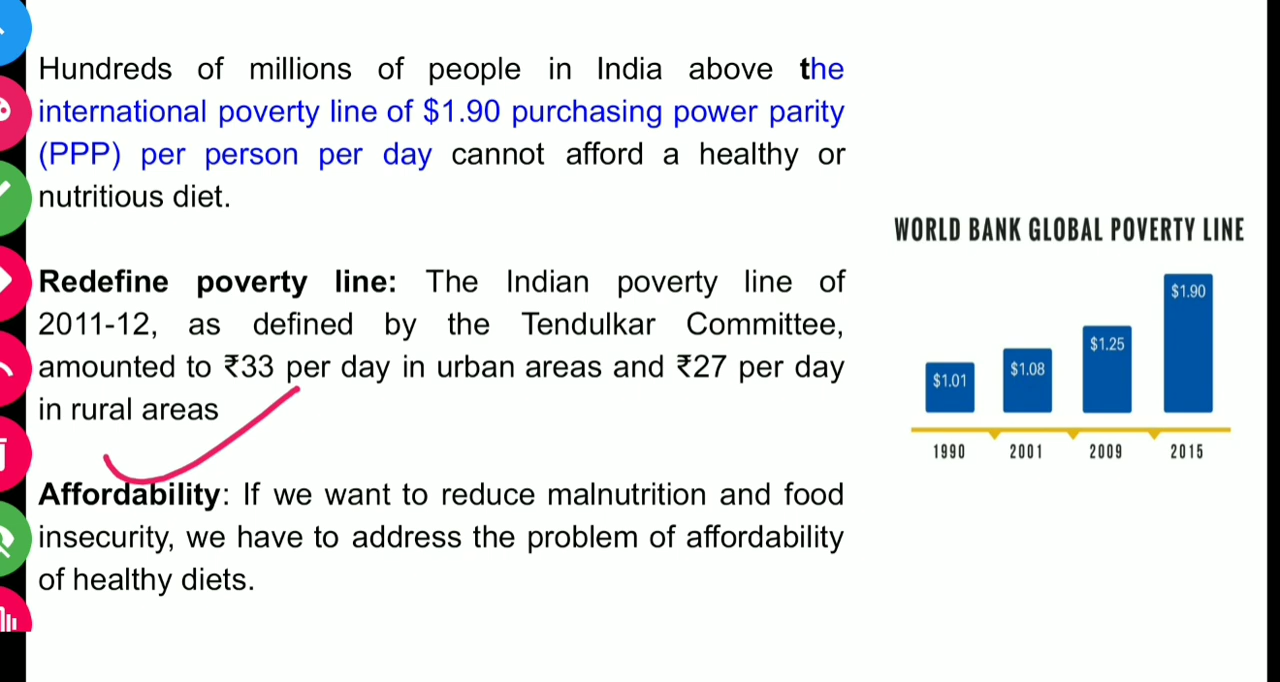 Hundreds of millions of people in India above the
international poverty line of $1.90 purchasing power parity
(PPP) per person per day cannot afford a healthy or
nutritious diet.
Redefine poverty line: The Indian poverty line of
2011-12, as defined by the Tendulkar Committee,
amounted to ₹33 per day in urban areas and ₹27 per day
in rural areas
Affordability: If we want to reduce malnutrition and food
insecurity, we have to address the problem of affordability
of healthy diets.
WORLD BANK GLOBAL POVERTY LINE
$1.01
$1.08
$1.25
$1.90
1990 2001 2009 2015